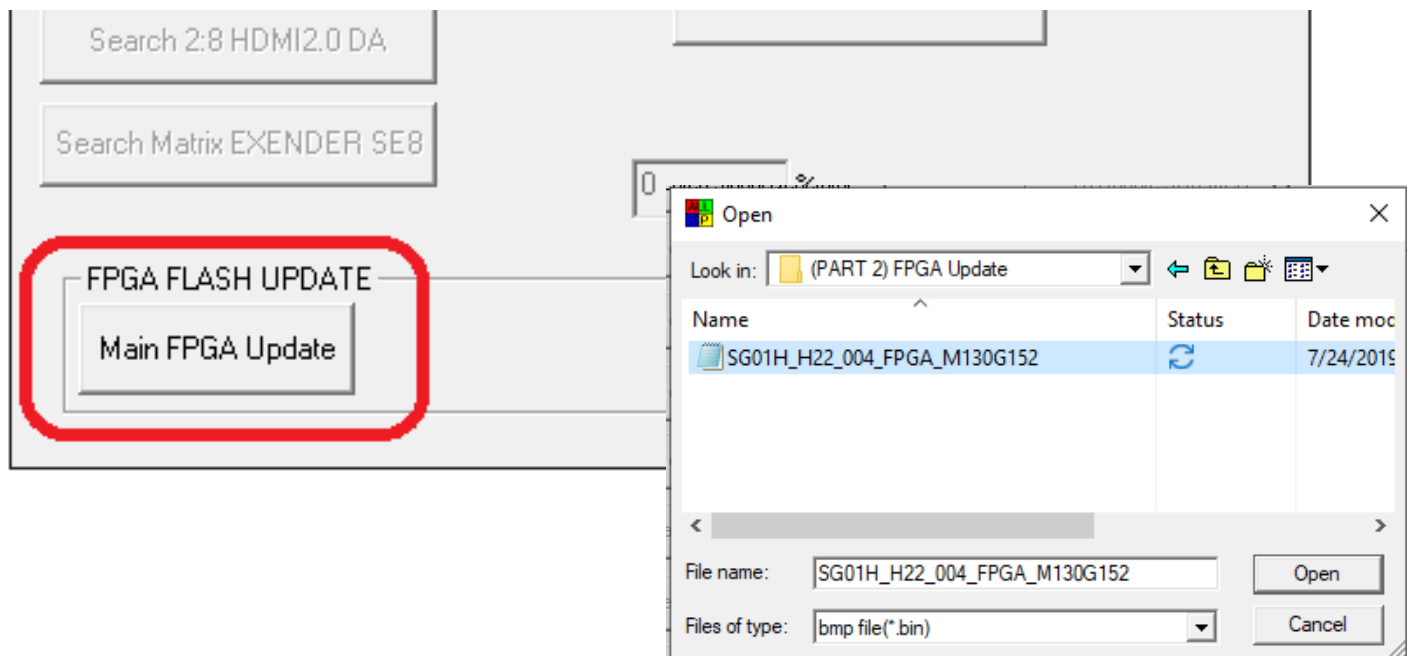 Search 2:8 HDMI2.0 DA
Search Matrix EXENDER SE8
0 %
FPGA FLASH UPDATE
Main FPGA Update
Open
Look in: (PART 2) FPGA Update
Name Status Date mod
SG01H_H22_004_FPGA_M130G152 7/24/2019
File name: SG01H_H22_004_FPGA_M130G152 Open
Files of type: bmp file(*.bin) Cancel